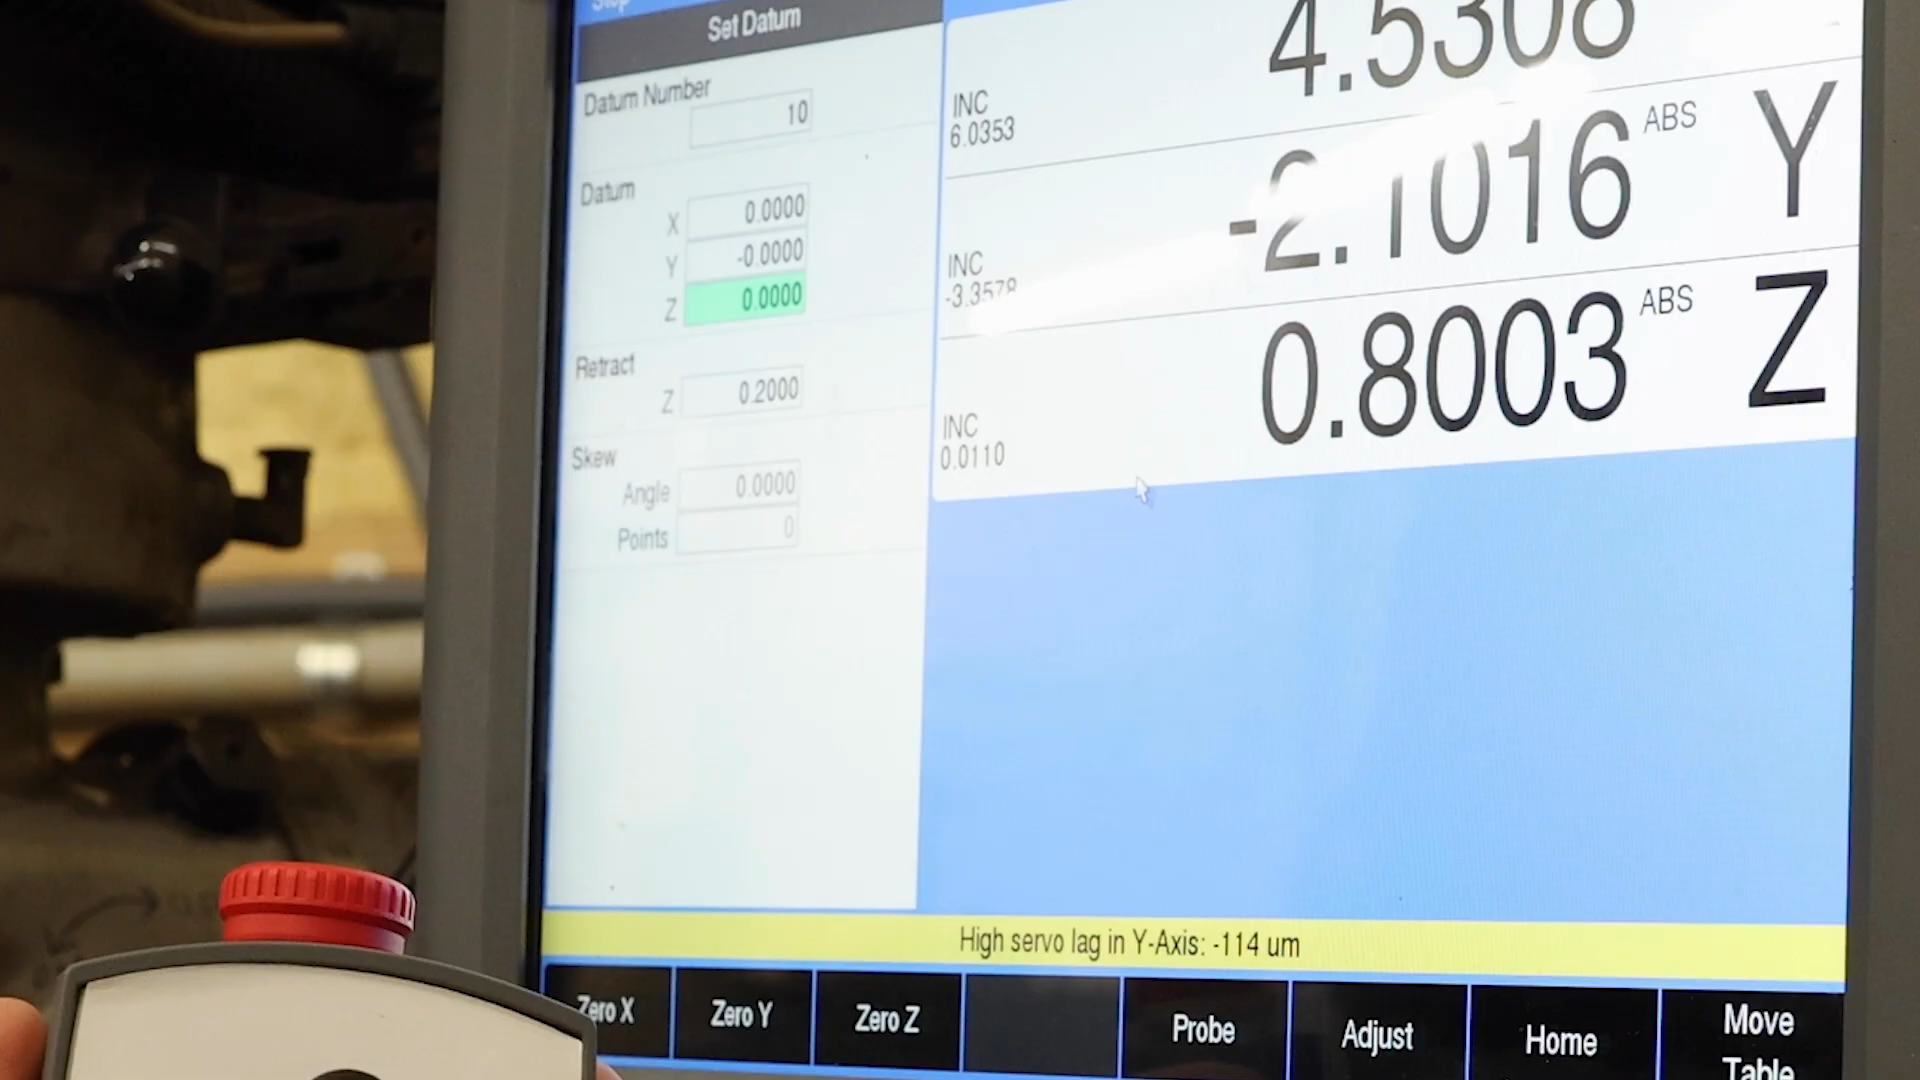 Stop
Set Datum
Datum Number
10
Datum
X 0.0000
Y -0.0000
Z 0.0000
Retract
Z 0.2000
Skew
Angle 0.0000
Points 0
4.5308
INC
6.0353
-2.1016 ABS Y
INC
-3.3578
0.8003 ABS Z
INC
0.0110
High servo lag in Y-Axis: -114 um
Zero X
Zero Y
Zero Z
Probe
Adjust
Home
Move
Table